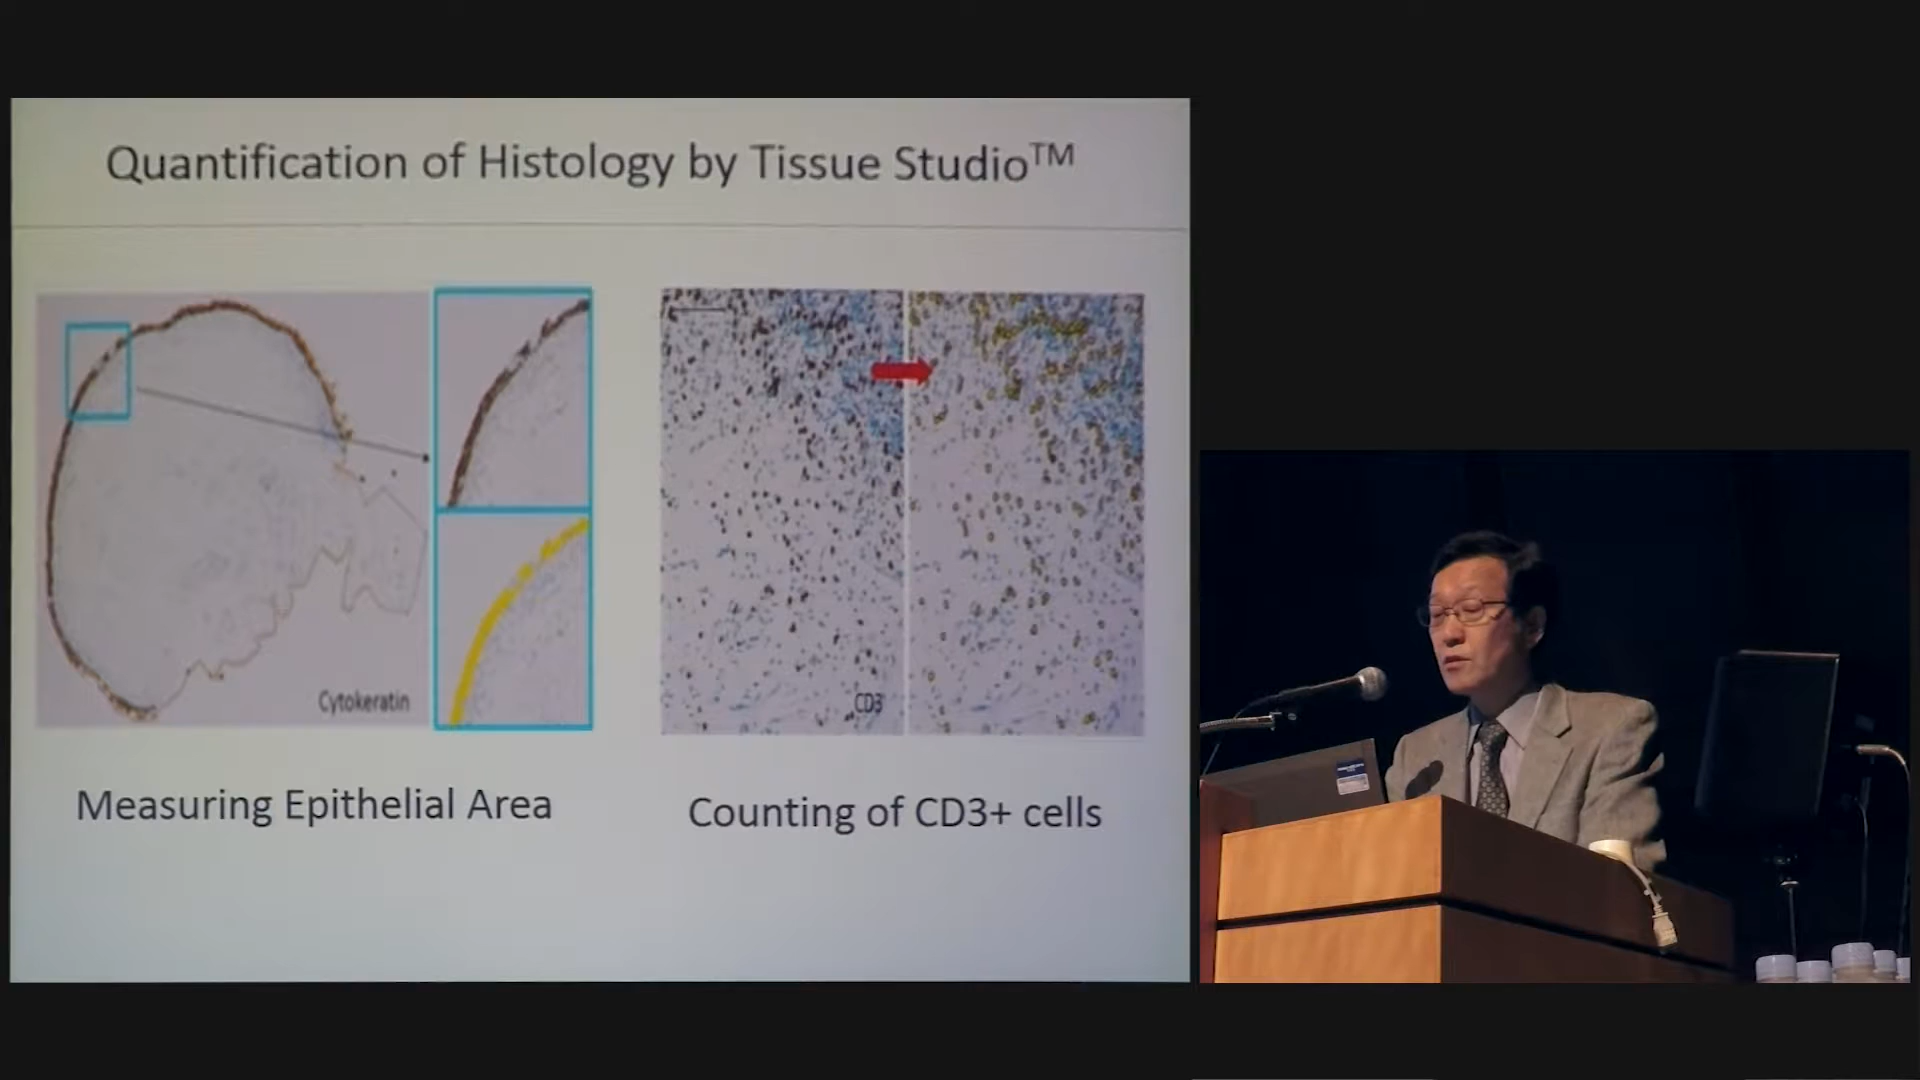 Quantification of Histology by Tissue Studio™
Cytokeratin
CD3
Measuring Epithelial Area
Counting of CD3+ cells